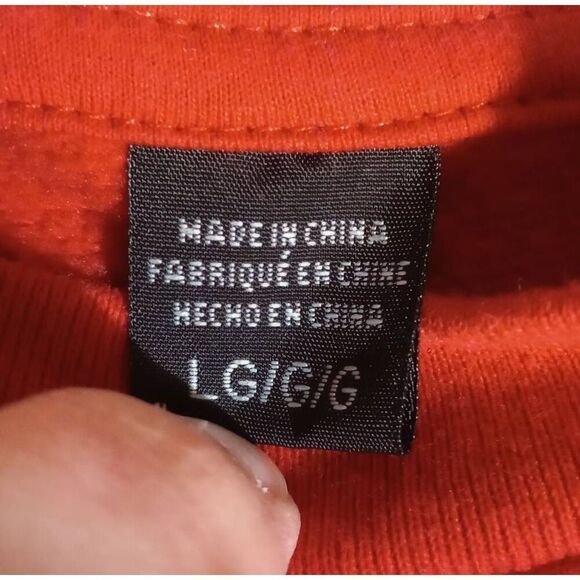 MADE IN CHINA
FABRIQUÉ EN CHINE
HECHO EN CHINA
LG/G/G